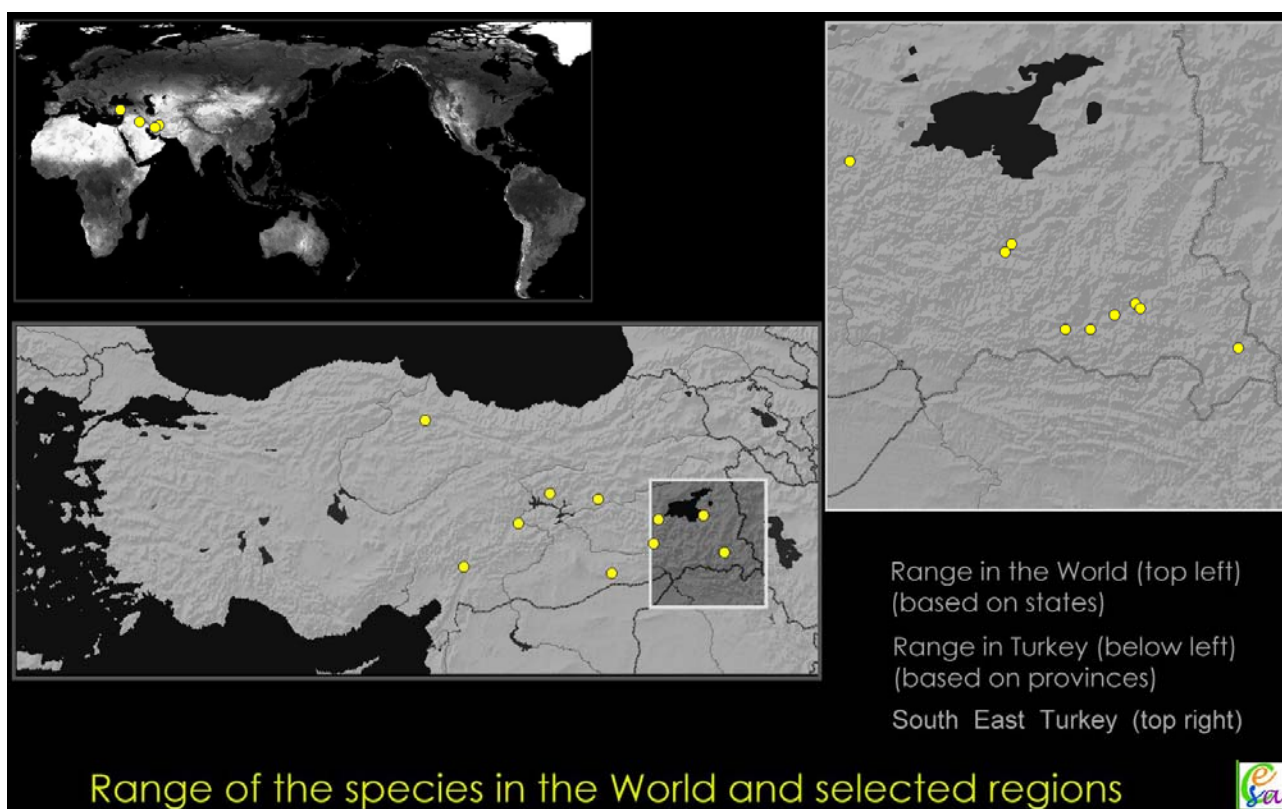 Range in the World (top left)
(based on states)
Range in Turkey (below left)
(based on provinces)
South East Turkey (top right)
Range of the species in the World and selected regions